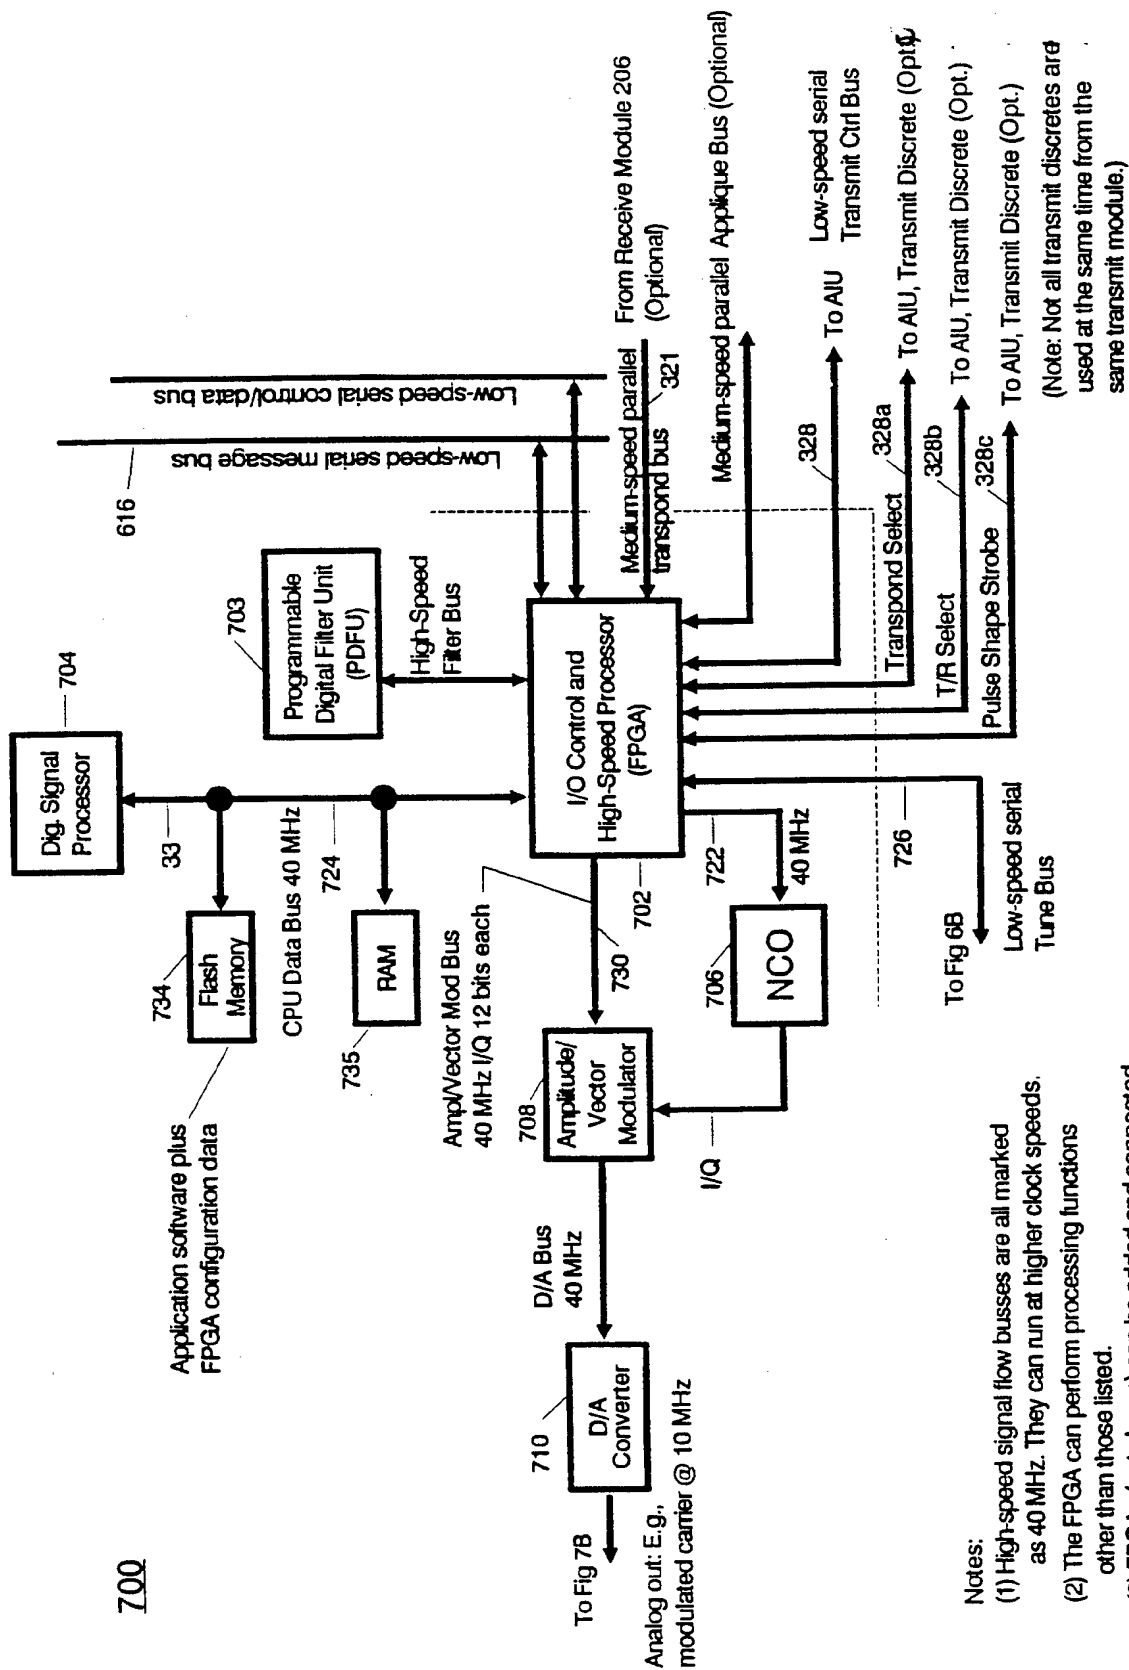 700
704
Dig. Signal
Processor
33
734
Flash
Memory
Application software plus
FPGA configuration data
CPU Data Bus 40 MHz
724
735
RAM
703
Programmable
Digital Filter Unit
(PDFU)
High-Speed
Filter Bus
616
Low-speed serial message bus
Low-speed serial control/data bus
Medium-speed parallel
transpond bus
321
From Receive Module 206
(Optional)
Medium-speed parallel Applique Bus (Optional)
I/O Control and
High-Speed Processor
(FPGA)
702
Ampl/Vector Mod Bus
40 MHz I/Q 12 bits each
730
722
40 MHz
706
NCO
I/Q
708
Amplitude/
Vector
Modulator
D/A Bus
40 MHz
710
D/A
Converter
To Fig 7B
Analog out: E.g.,
modulated carrier @ 10 MHz
328
To AIU
Low-speed serial
Transmit Ctrl Bus
Transpond Select
328a
To AIU, Transmit Discrete (Opt.)
T/R Select
328b
To AIU, Transmit Discrete (Opt.)
Pulse Shape Strobe
328c
To AIU, Transmit Discrete (Opt.)
(Note: Not all transmit discretes are
used at the same time from the
same transmit module.)
726
To Fig 6B
Low-speed serial
Tune Bus
Notes:
(1) High-speed signal flow busses are all marked
as 40 MHz. They can run at higher clock speeds.
(2) The FPGA can perform processing functions
other than those listed.